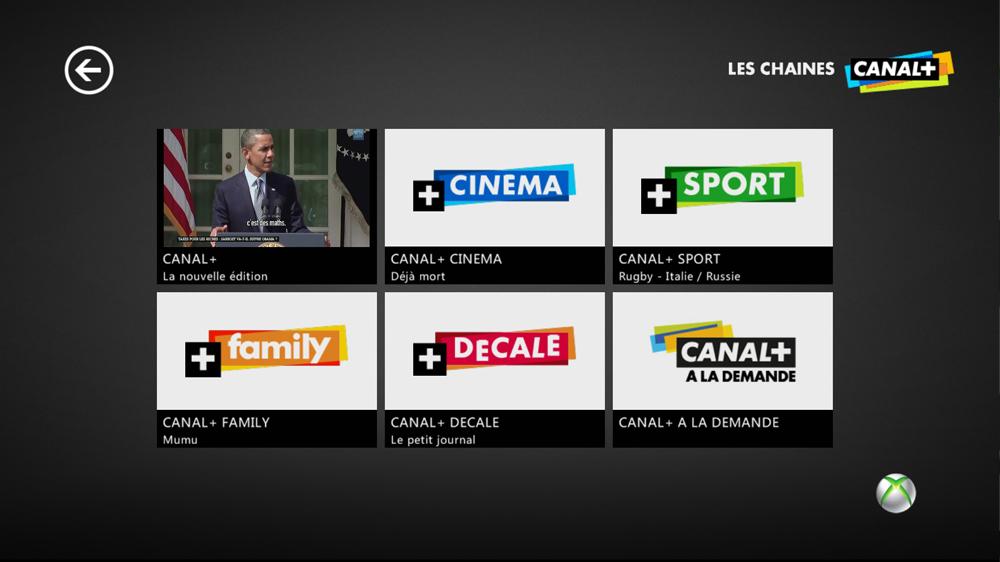 LES CHAINES CANAL+
c'est des maths.
CANAL+
La nouvelle édition
+ CINEMA
CANAL+ CINEMA
Déjà mort
+ SPORT
CANAL+ SPORT
Rugby - Italie / Russie
+ family
CANAL+ FAMILY
Mumu
+ DECALE
CANAL+ DECALE
Le petit journal
CANAL+
A LA DEMANDE
CANAL+ A LA DEMANDE